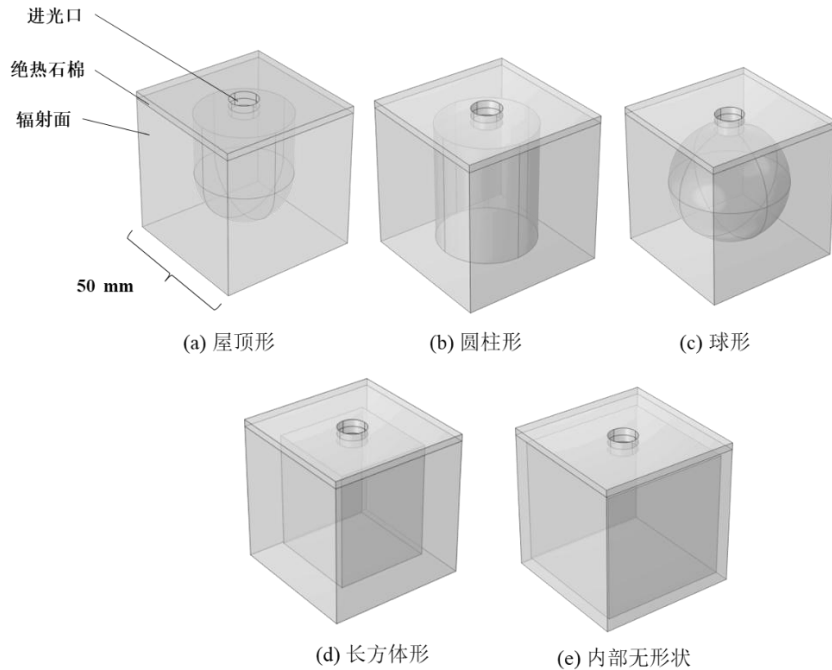 进光口
绝热石棉
辐射面
50 mm
(a) 屋顶形
(b) 圆柱形
(c) 球形
(d) 长方体形
(e) 内部无形状